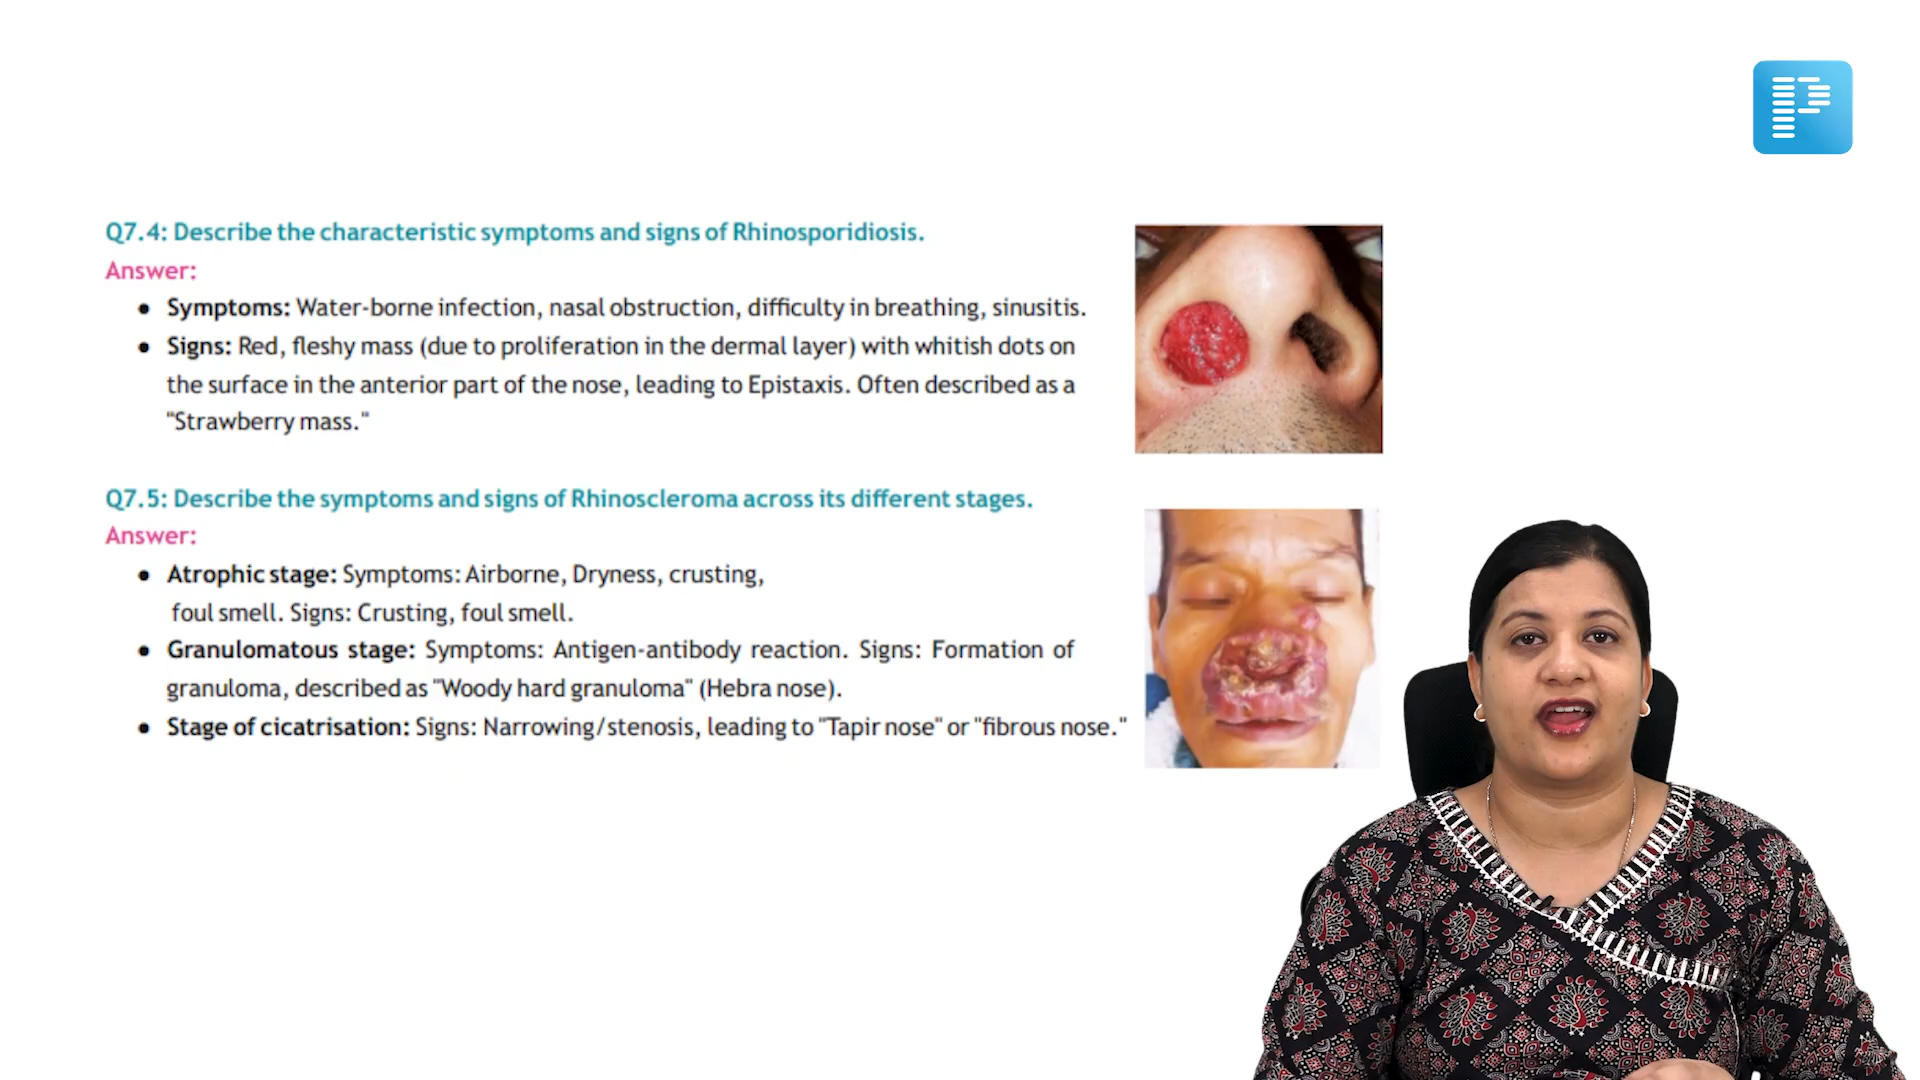 Q7.4: Describe the characteristic symptoms and signs of Rhinosporidiosis.
Answer:
● Symptoms: Water-borne infection, nasal obstruction, difficulty in breathing, sinusitis.
● Signs: Red, fleshy mass (due to proliferation in the dermal layer) with whitish dots on
the surface in the anterior part of the nose, leading to Epistaxis. Often described as a
"Strawberry mass."
Q7.5: Describe the symptoms and signs of Rhinoscleroma across its different stages.
Answer:
● Atrophic stage: Symptoms: Airborne, Dryness, crusting,
foul smell. Signs: Crusting, foul smell.
● Granulomatous stage: Symptoms: Antigen-antibody reaction. Signs: Formation of
granuloma, described as "Woody hard granuloma" (Hebra nose).
● Stage of cicatrisation: Signs: Narrowing/stenosis, leading to "Tapir nose" or "fibrous nose."